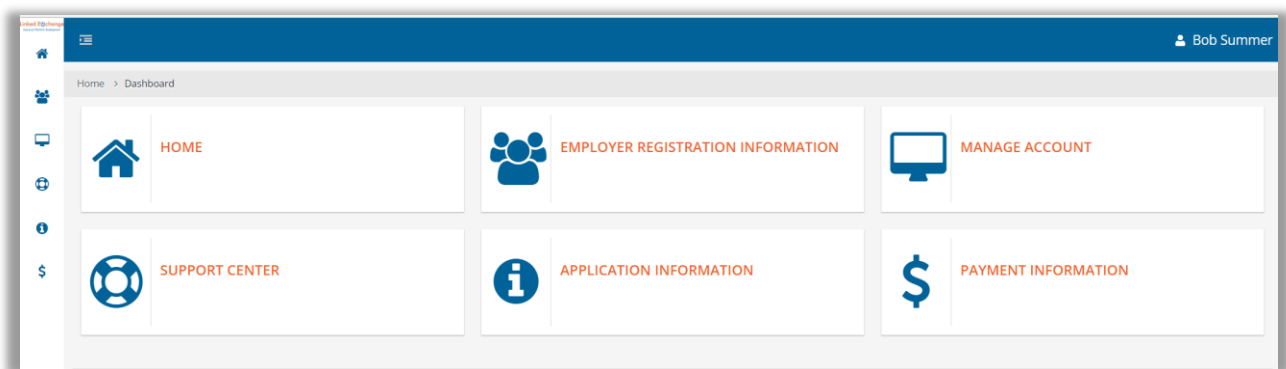 Bob Summer
Home > Dashboard
HOME
EMPLOYER REGISTRATION INFORMATION
MANAGE ACCOUNT
SUPPORT CENTER
APPLICATION INFORMATION
PAYMENT INFORMATION